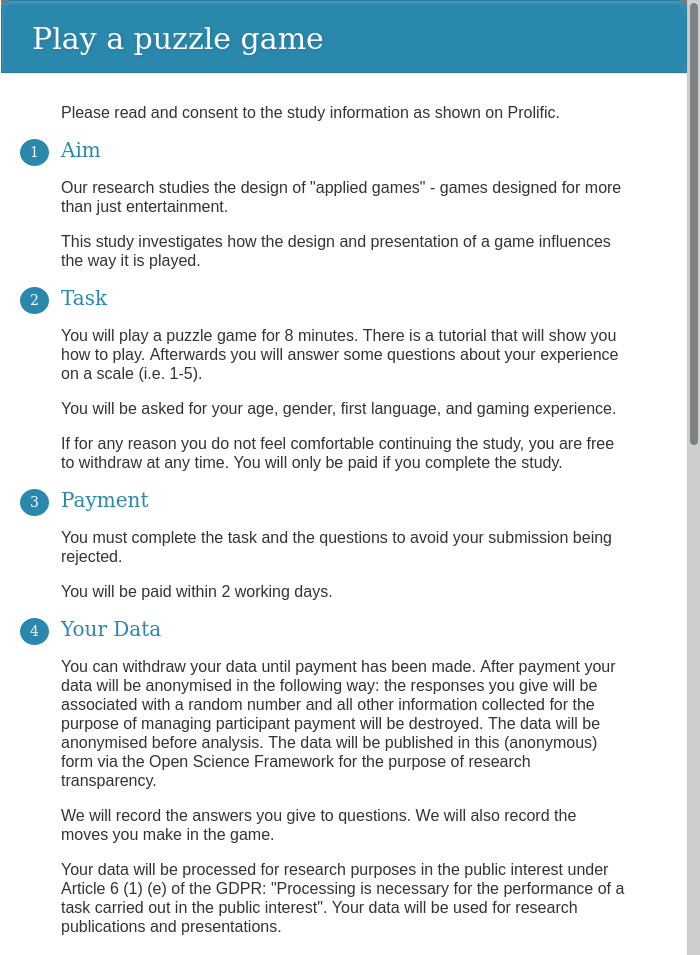 Play a puzzle game
Please read and consent to the study information as shown on Prolific.
1 Aim
Our research studies the design of "applied games" - games designed for more
than just entertainment.
This study investigates how the design and presentation of a game influences
the way it is played.
2 Task
You will play a puzzle game for 8 minutes. There is a tutorial that will show you
how to play. Afterwards you will answer some questions about your experience
on a scale (i.e. 1-5).
You will be asked for your age, gender, first language, and gaming experience.
If for any reason you do not feel comfortable continuing the study, you are free
to withdraw at any time. You will only be paid if you complete the study.
3 Payment
You must complete the task and the questions to avoid your submission being
rejected.
You will be paid within 2 working days.
4 Your Data
You can withdraw your data until payment has been made. After payment your
data will be anonymised in the following way: the responses you give will be
associated with a random number and all other information collected for the
purpose of managing participant payment will be destroyed. The data will be
anonymised before analysis. The data will be published in this (anonymous)
form via the Open Science Framework for the purpose of research
transparency.
We will record the answers you give to questions. We will also record the
moves you make in the game.
Your data will be processed for research purposes in the public interest under
Article 6 (1) (e) of the GDPR: "Processing is necessary for the performance of a
task carried out in the public interest". Your data will be used for research
publications and presentations.